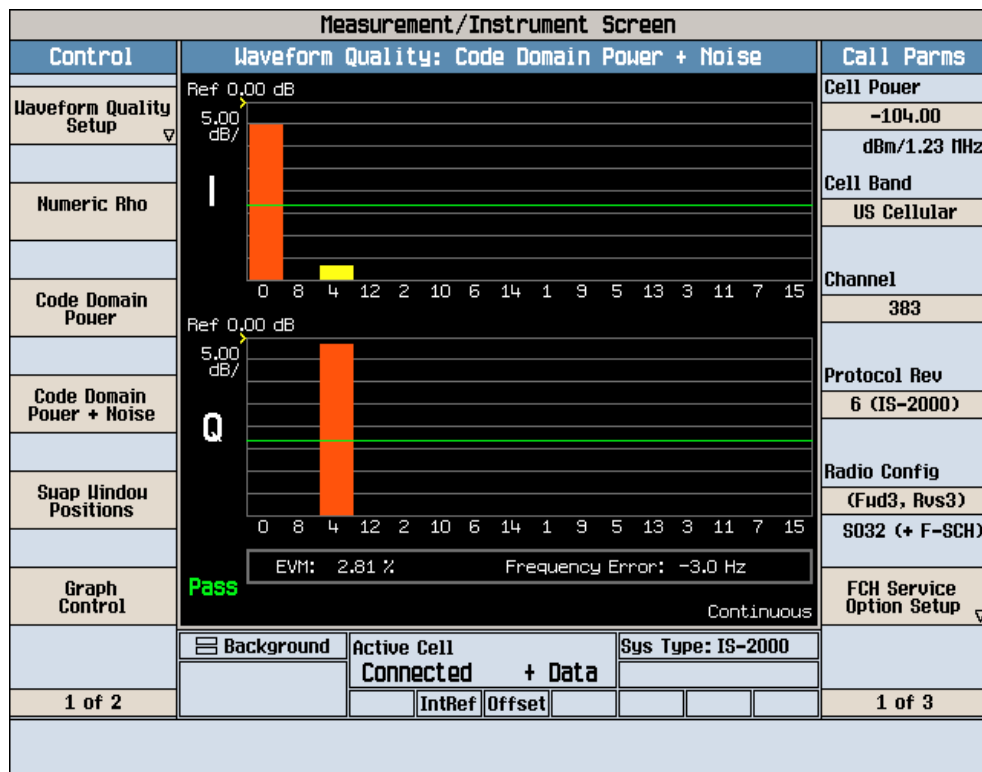 Measurement/Instrument Screen
Control
Waveform Quality: Code Domain Power + Noise
Call Parms
Waveform Quality
Setup
Numeric Rho
Code Domain
Power
Code Domain
Power + Noise
Swap Window
Positions
Graph
Control
1 of 2
Ref 0.00 dB
5.00
dB/
I
0 8 4 12 2 10 6 14 1 9 5 13 3 11 7 15
Ref 0.00 dB
5.00
dB/
Q
0 8 4 12 2 10 6 14 1 9 5 13 3 11 7 15
EVM: 2.81 % Frequency Error: -3.0 Hz
Pass
Continuous
Background
Active Cell
Connected + Data
Sys Type: IS-2000
IntRef Offset
Cell Power
-104.00
dBm/1.23 MHz
Cell Band
US Cellular
Channel
383
Protocol Rev
6 (IS-2000)
Radio Config
(Fwd3, Rvs3)
SO32 (+ F-SCH)
FCH Service
Option Setup
1 of 3